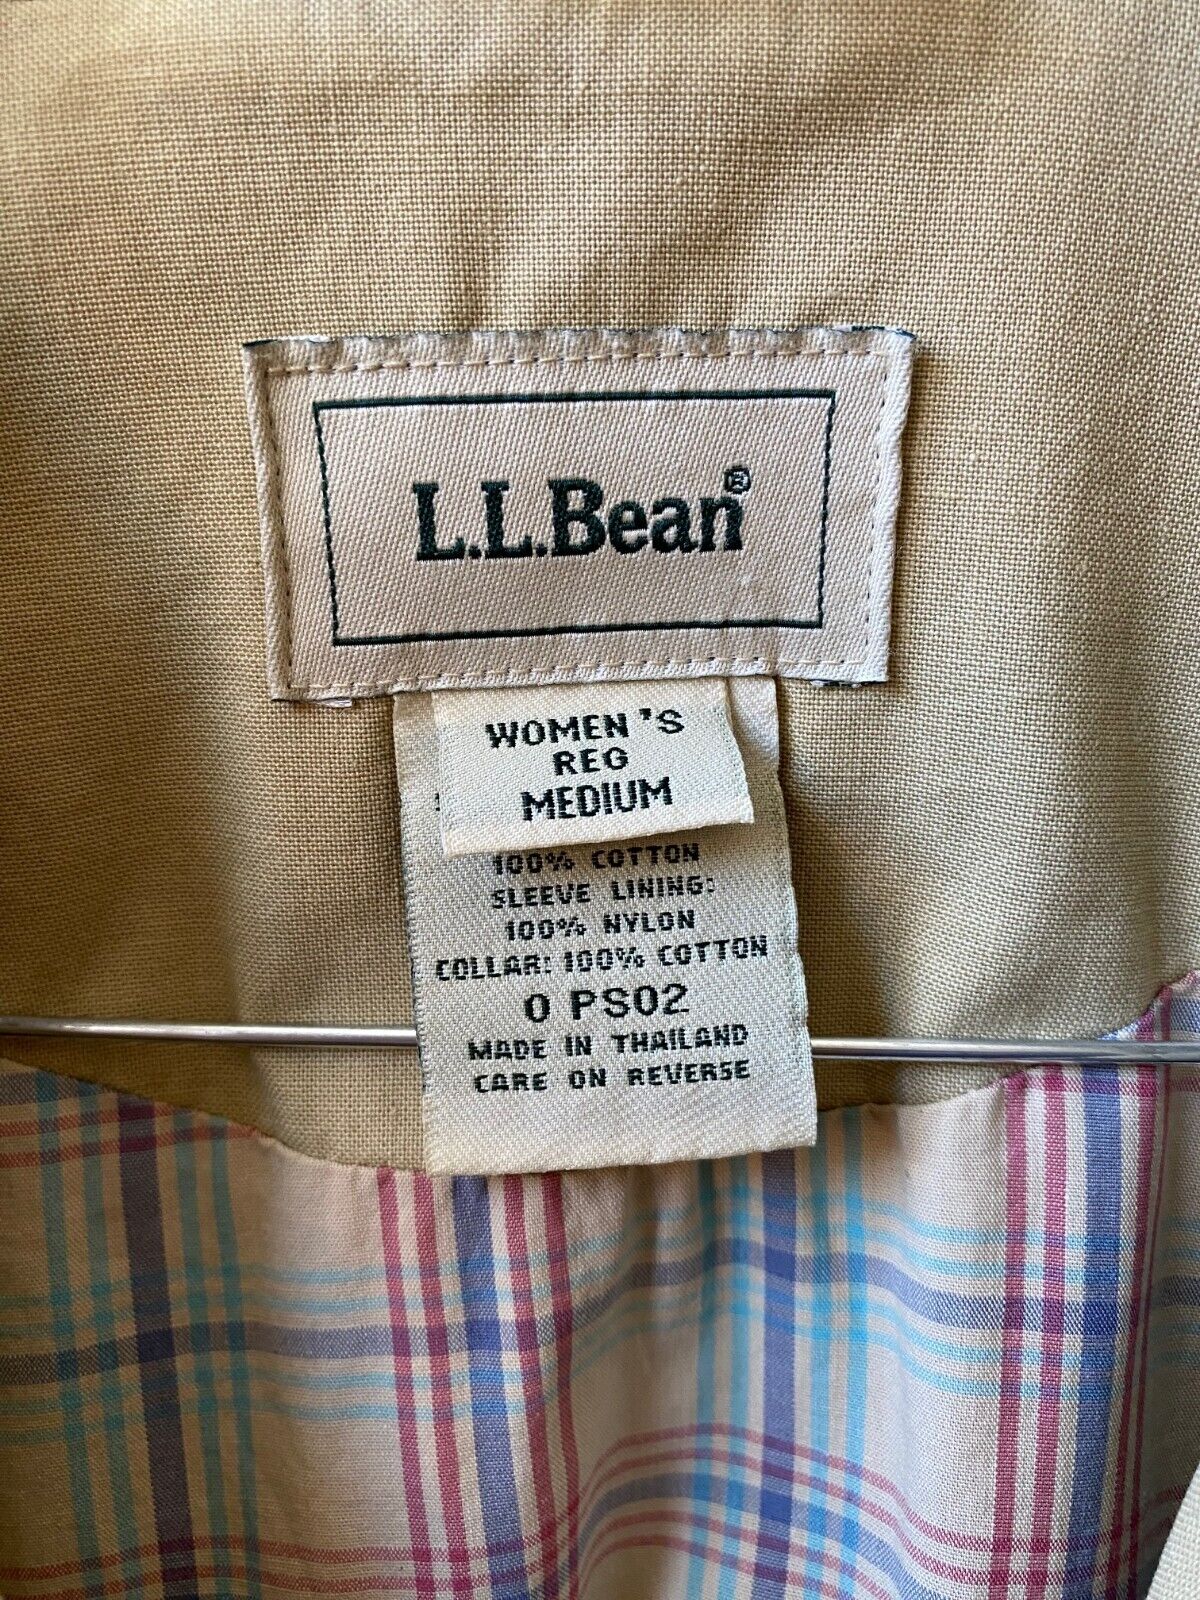 L.L.Bean®
WOMEN'S
REG
MEDIUM
100% COTTON
SLEEVE LINING:
100% NYLON
COLLAR: 100% COTTON
0 PS02
MADE IN THAILAND
CARE ON REVERSE